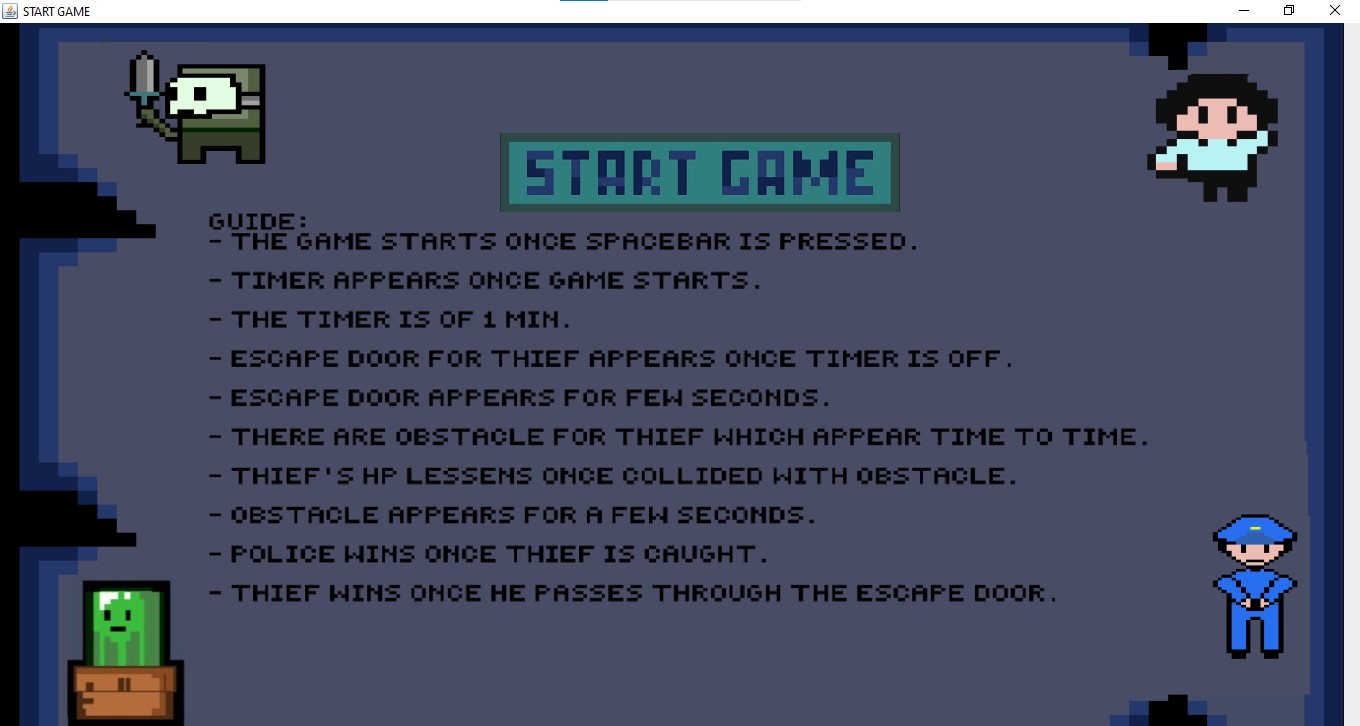 START GAME
START GAME
GUIDE:
- THE GAME STARTS ONCE SPACEBAR IS PRESSED.
- TIMER APPEARS ONCE GAME STARTS.
- THE TIMER IS OF 1 MIN.
- ESCAPE DOOR FOR THIEF APPEARS ONCE TIMER IS OFF.
- ESCAPE DOOR APPEARS FOR FEW SECONDS.
- THERE ARE OBSTACLE FOR THIEF WHICH APPEAR TIME TO TIME.
- THIEF'S HP LESSENS ONCE COLLIDED WITH OBSTACLE.
- OBSTACLE APPEARS FOR A FEW SECONDS.
- POLICE WINS ONCE THIEF IS CAUGHT.
- THIEF WINS ONCE HE PASSES THROUGH THE ESCAPE DOOR.